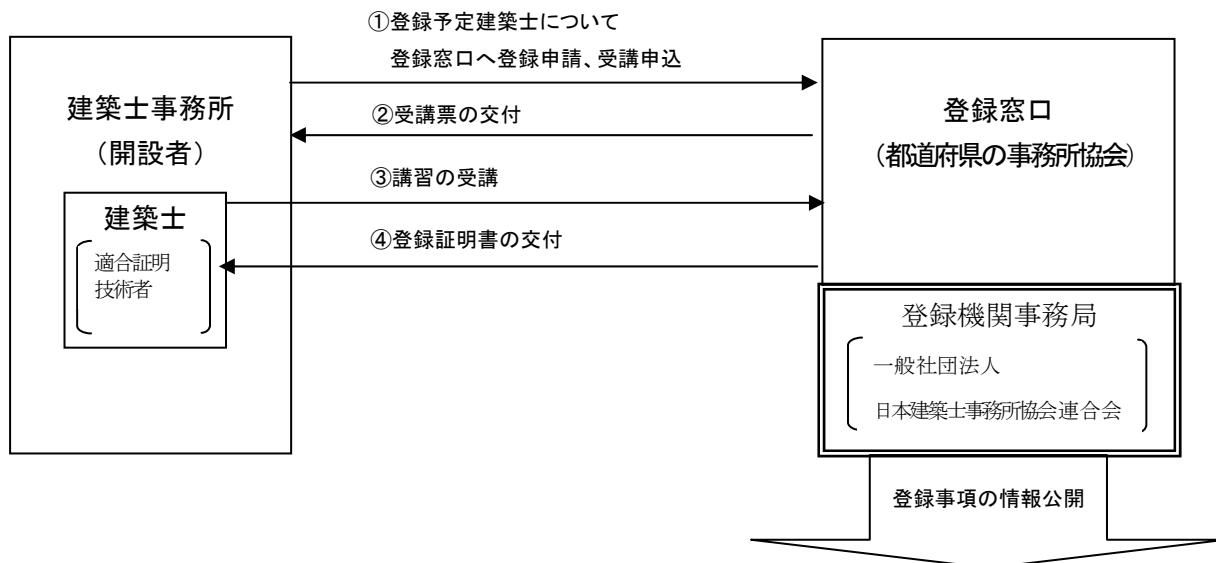 ①登録予定建築士について
登録窓口へ登録申請、受講申込
建築士事務所
（開設者）
②受講票の交付
登録窓口
（都道府県の事務所協会）
③講習の受講
建築士
適合証明
技術者
④登録証明書の交付
登録機関事務局
一般社団法人
日本建築士事務所協会連合会
登録事項の情報公開